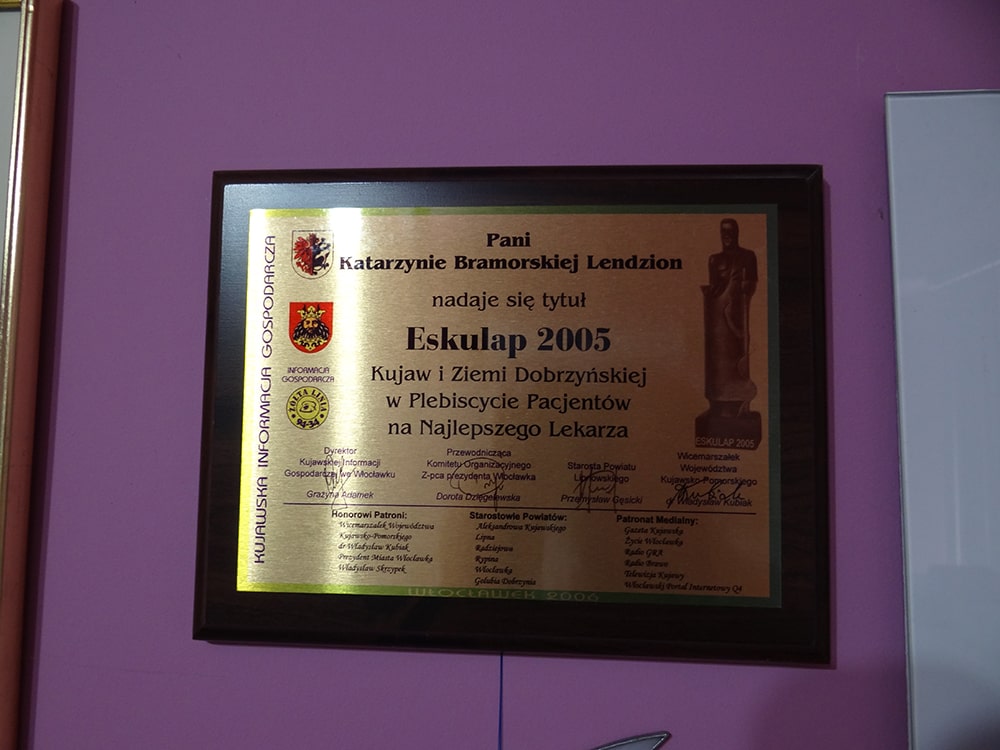 KUJAWSKA INFORMACJA GOSPODARCZA
INFORMACJA
GOSPODARCZA
ŻÓŁTA LINIA
94-34
Pani
Katarzynie Bramorskiej Lendzion
nadaje się tytuł
Eskulap 2005
Kujaw i Ziemi Dobrzyńskiej
w Plebiscycie Pacjentów
na Najlepszego Lekarza
ESKULAP 2005
Dyrektor
Kujawskiej Informacji
Gospodarczej we Włocławku
Grażyna Adamek
Przewodnicząca
Komitetu Organizacyjnego
Z-pca prezydenta Włocławka
Dorota Dzięgelewska
Starosta Powiatu
Lipnowskiego
Przemysław Gęsicki
Wicemarszałek
Województwa
Kujawsko-Pomorskiego
dr Władysław Kubiak
Honorowi Patroni:
Wicemarszałek Województwa
Kujawsko-Pomorskiego
dr Władysław Kubiak
Prezydent Miasta Włocławka
Władysław Skrzypek
Starostowie Powiatów:
Aleksandrowa Kujawskiego
Lipna
Radziejowa
Rypina
Włocławka
Golubia Dobrzynia
Patronat Medialny:
Gazeta Kujawska
Życie Włocławka
Radio GRA
Radio Brawo
Telewizja Kujawy
Włocławski Portal Internetowy Q4
WŁOCŁAWEK 2006